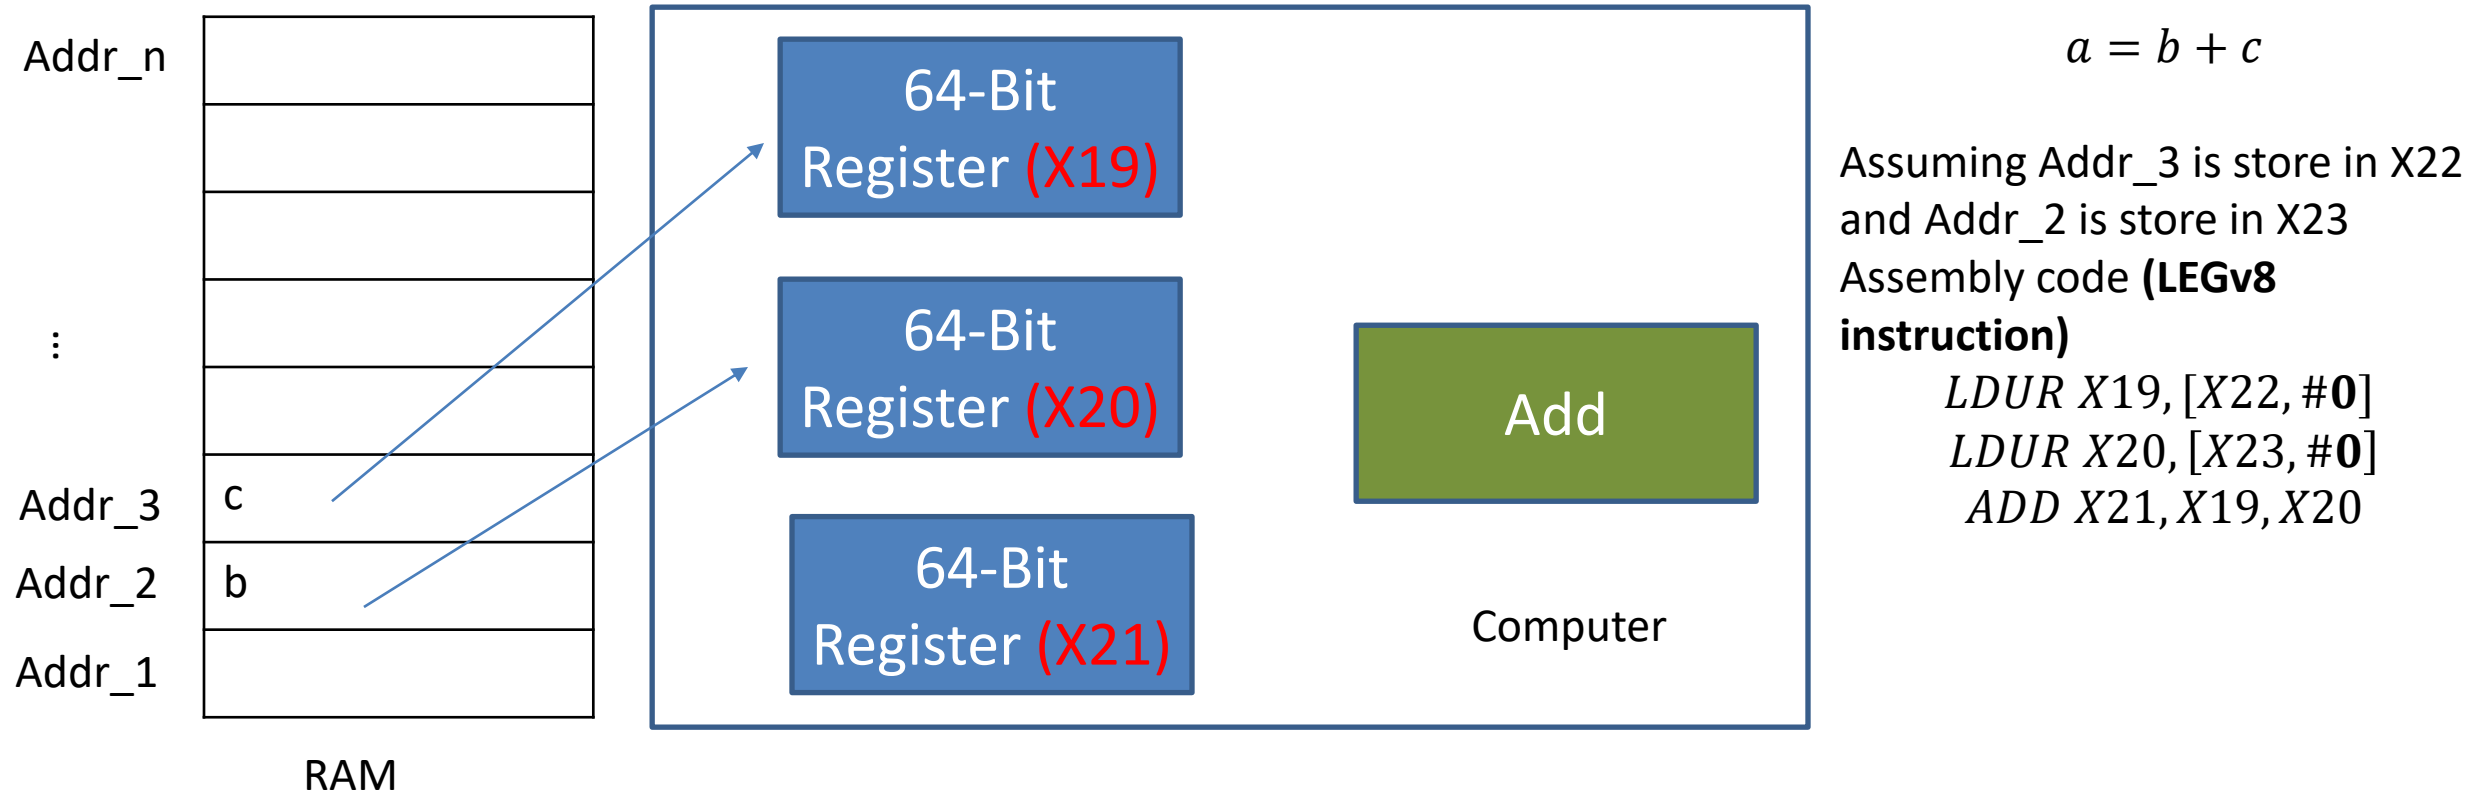 Addr_n
⋮
Addr_3
Addr_2
Addr_1
c
b
RAM
64-Bit
Register (X19)
64-Bit
Register (X20)
64-Bit
Register (X21)
Add
Computer
a = b + c
Assuming Addr_3 is store in X22
and Addr_2 is store in X23
Assembly code (LEGv8
instruction)
LDUR X19, [X22, #0]
LDUR X20, [X23, #0]
ADD X21, X19, X20